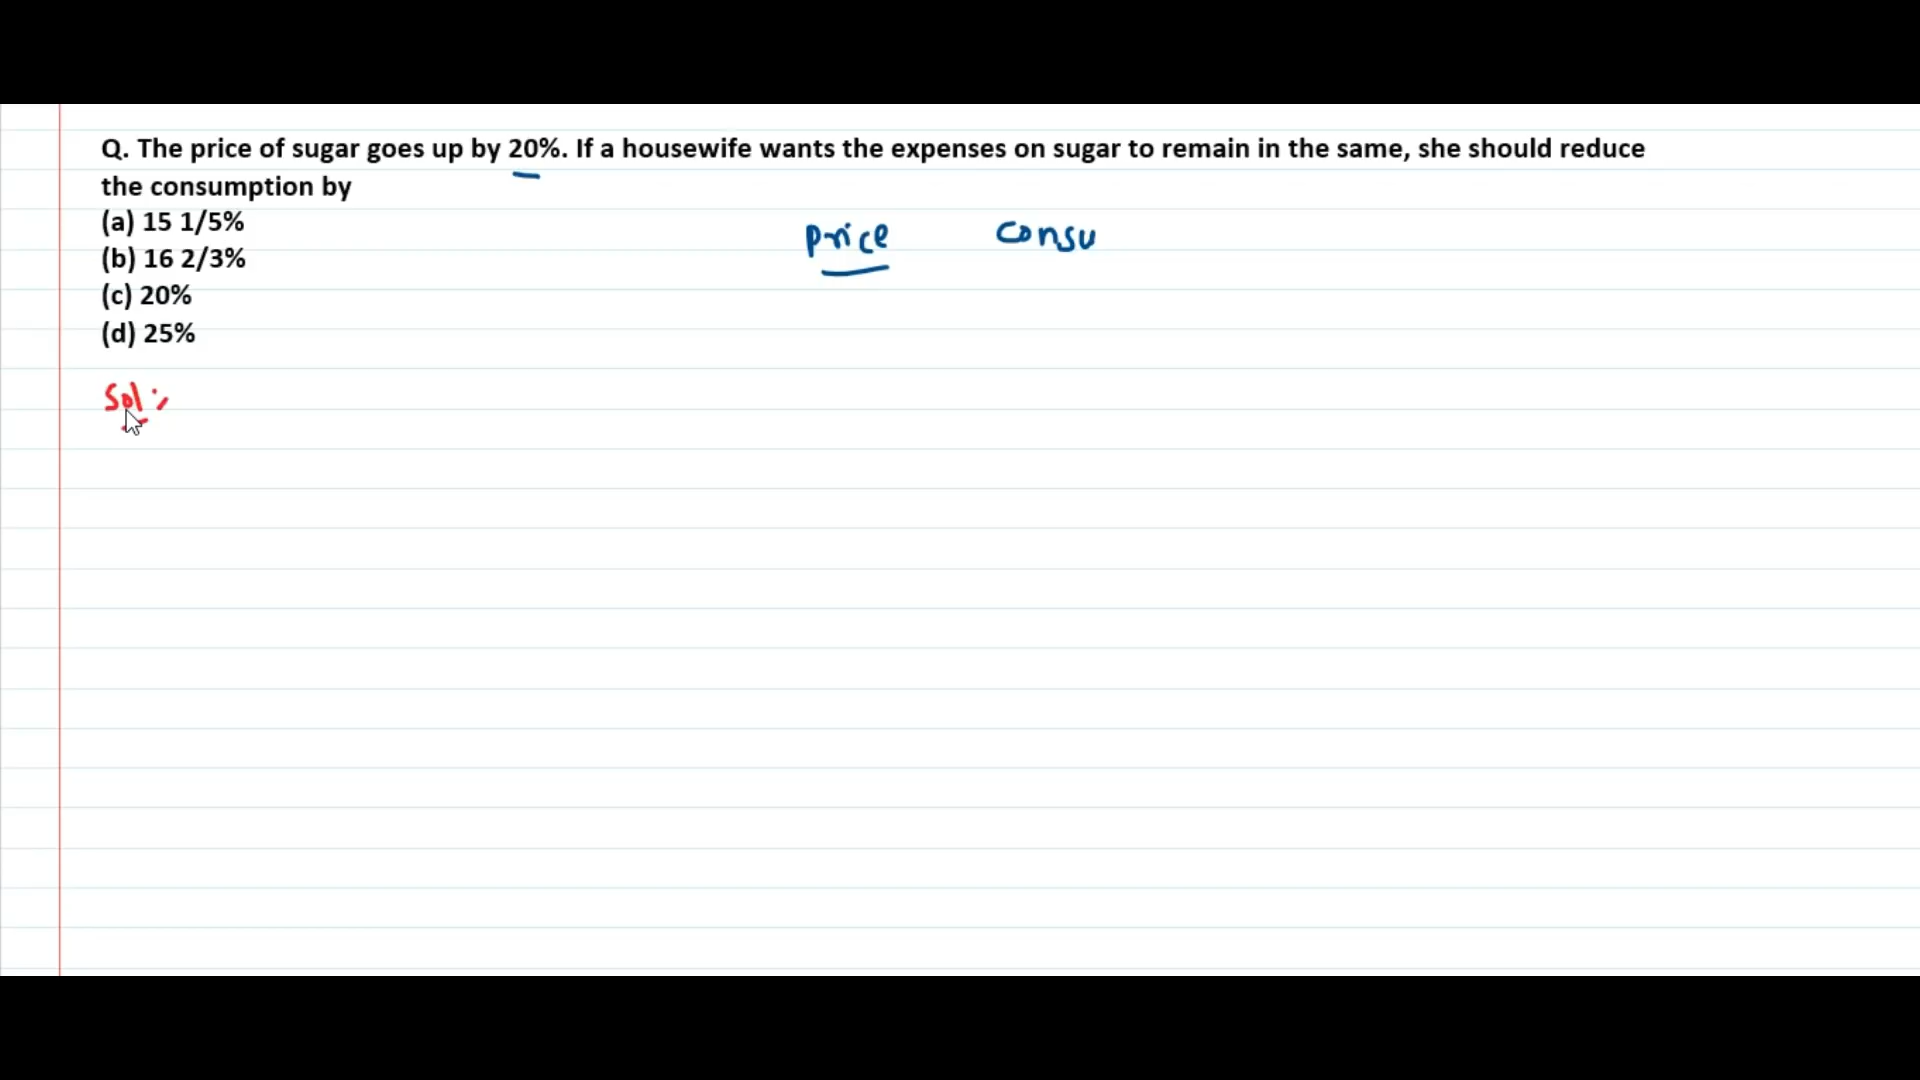 Q. The price of sugar goes up by 20%. If a housewife wants the expenses on sugar to remain in the same, she should reduce
the consumption by
(a) 15 1/5%
(b) 16 2/3%
(c) 20%
(d) 25%
price consu
Sol: